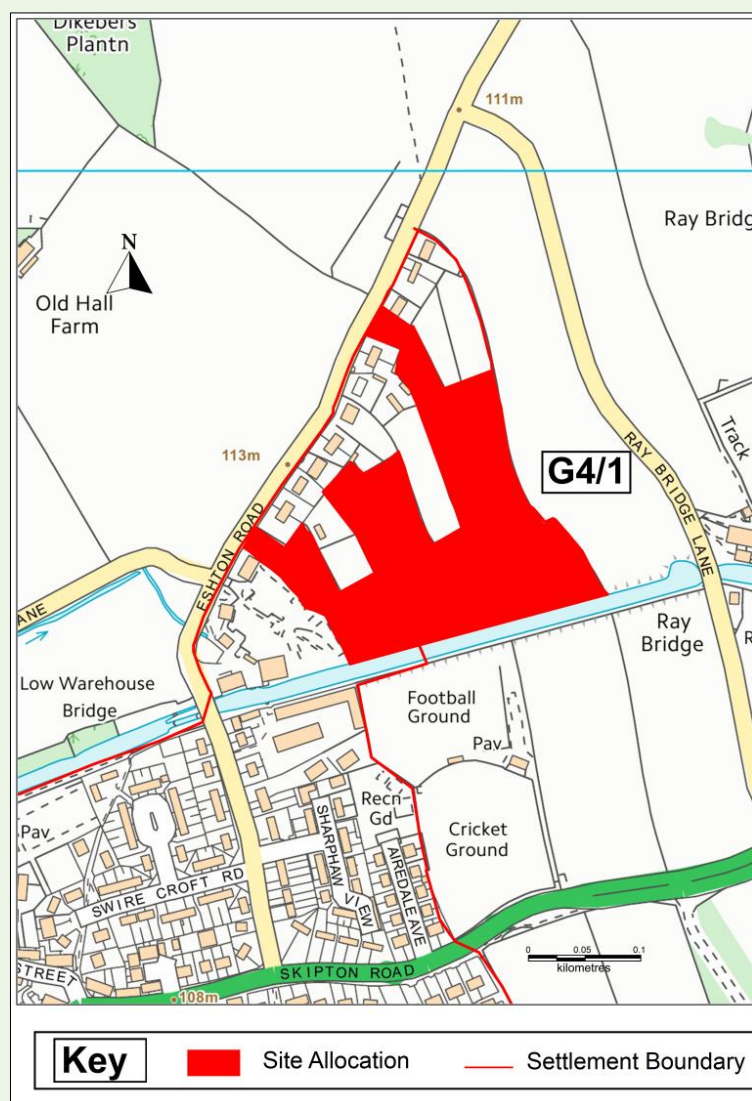 Dikebers
Plantn
111m
N
Ray Bridg
Old Hall
Farm
Track
G4/1
113m
RAY BRIDGE LANE
ESHTON ROAD
ANE
Ray
Bridge
R
Low Warehouse
Bridge
Football
Ground
Pav
Recn
Gd
Cricket
Ground
Pav
SHARPHAW VIEW
AIREDALE AVE
SWIRE CROFT RD
STREET
SKIPTON ROAD
0 0.05 0.1
kilometres
108m
Key
Site Allocation
Settlement Boundary